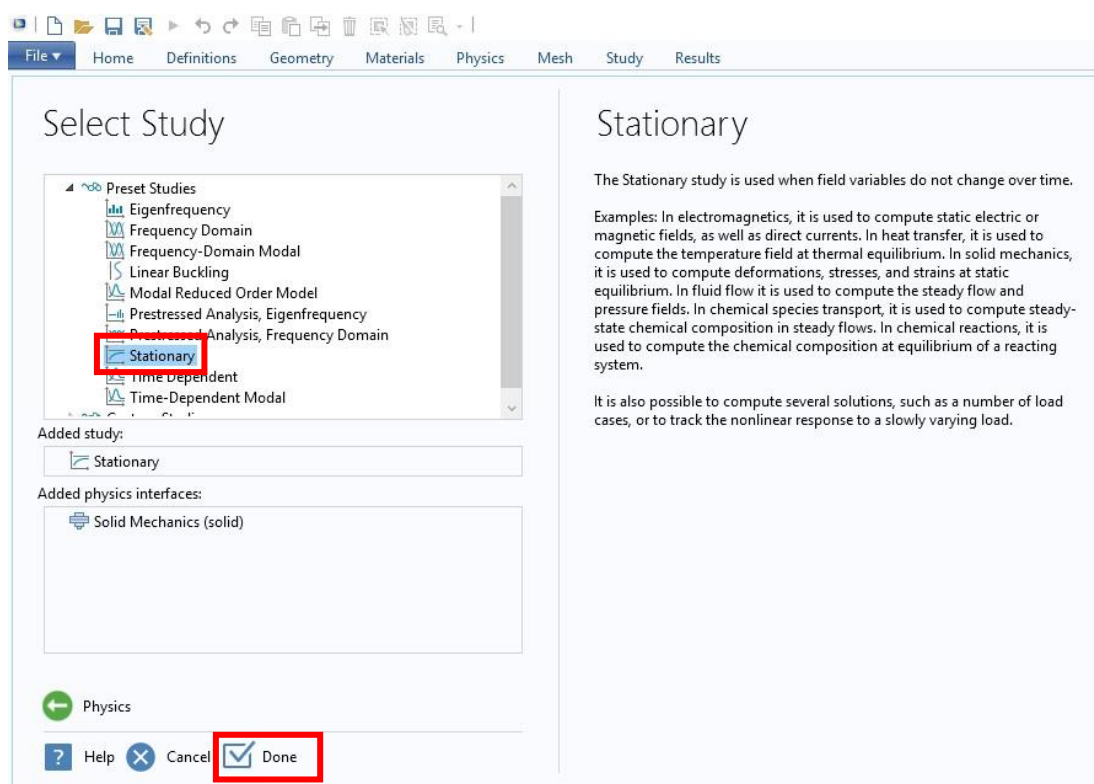 File
Home Definitions Geometry Materials Physics Mesh Study Results
Select Study
Preset Studies
Eigenfrequency
Frequency Domain
Frequency-Domain Modal
Linear Buckling
Modal Reduced Order Model
Prestressed Analysis, Eigenfrequency
Prestressed Analysis, Frequency Domain
Stationary
Time Dependent
Time-Dependent Modal
Added study:
Stationary
Added physics interfaces:
Solid Mechanics (solid)
Physics
? Help Cancel Done
Stationary
The Stationary study is used when field variables do not change over time.
Examples: In electromagnetics, it is used to compute static electric or
magnetic fields, as well as direct currents. In heat transfer, it is used to
compute the temperature field at thermal equilibrium. In solid mechanics,
it is used to compute deformations, stresses, and strains at static
equilibrium. In fluid flow it is used to compute the steady flow and
pressure fields. In chemical species transport, it is used to compute steady-
state chemical composition in steady flows. In chemical reactions, it is
used to compute the chemical composition at equilibrium of a reacting
system.
It is also possible to compute several solutions, such as a number of load
cases, or to track the nonlinear response to a slowly varying load.